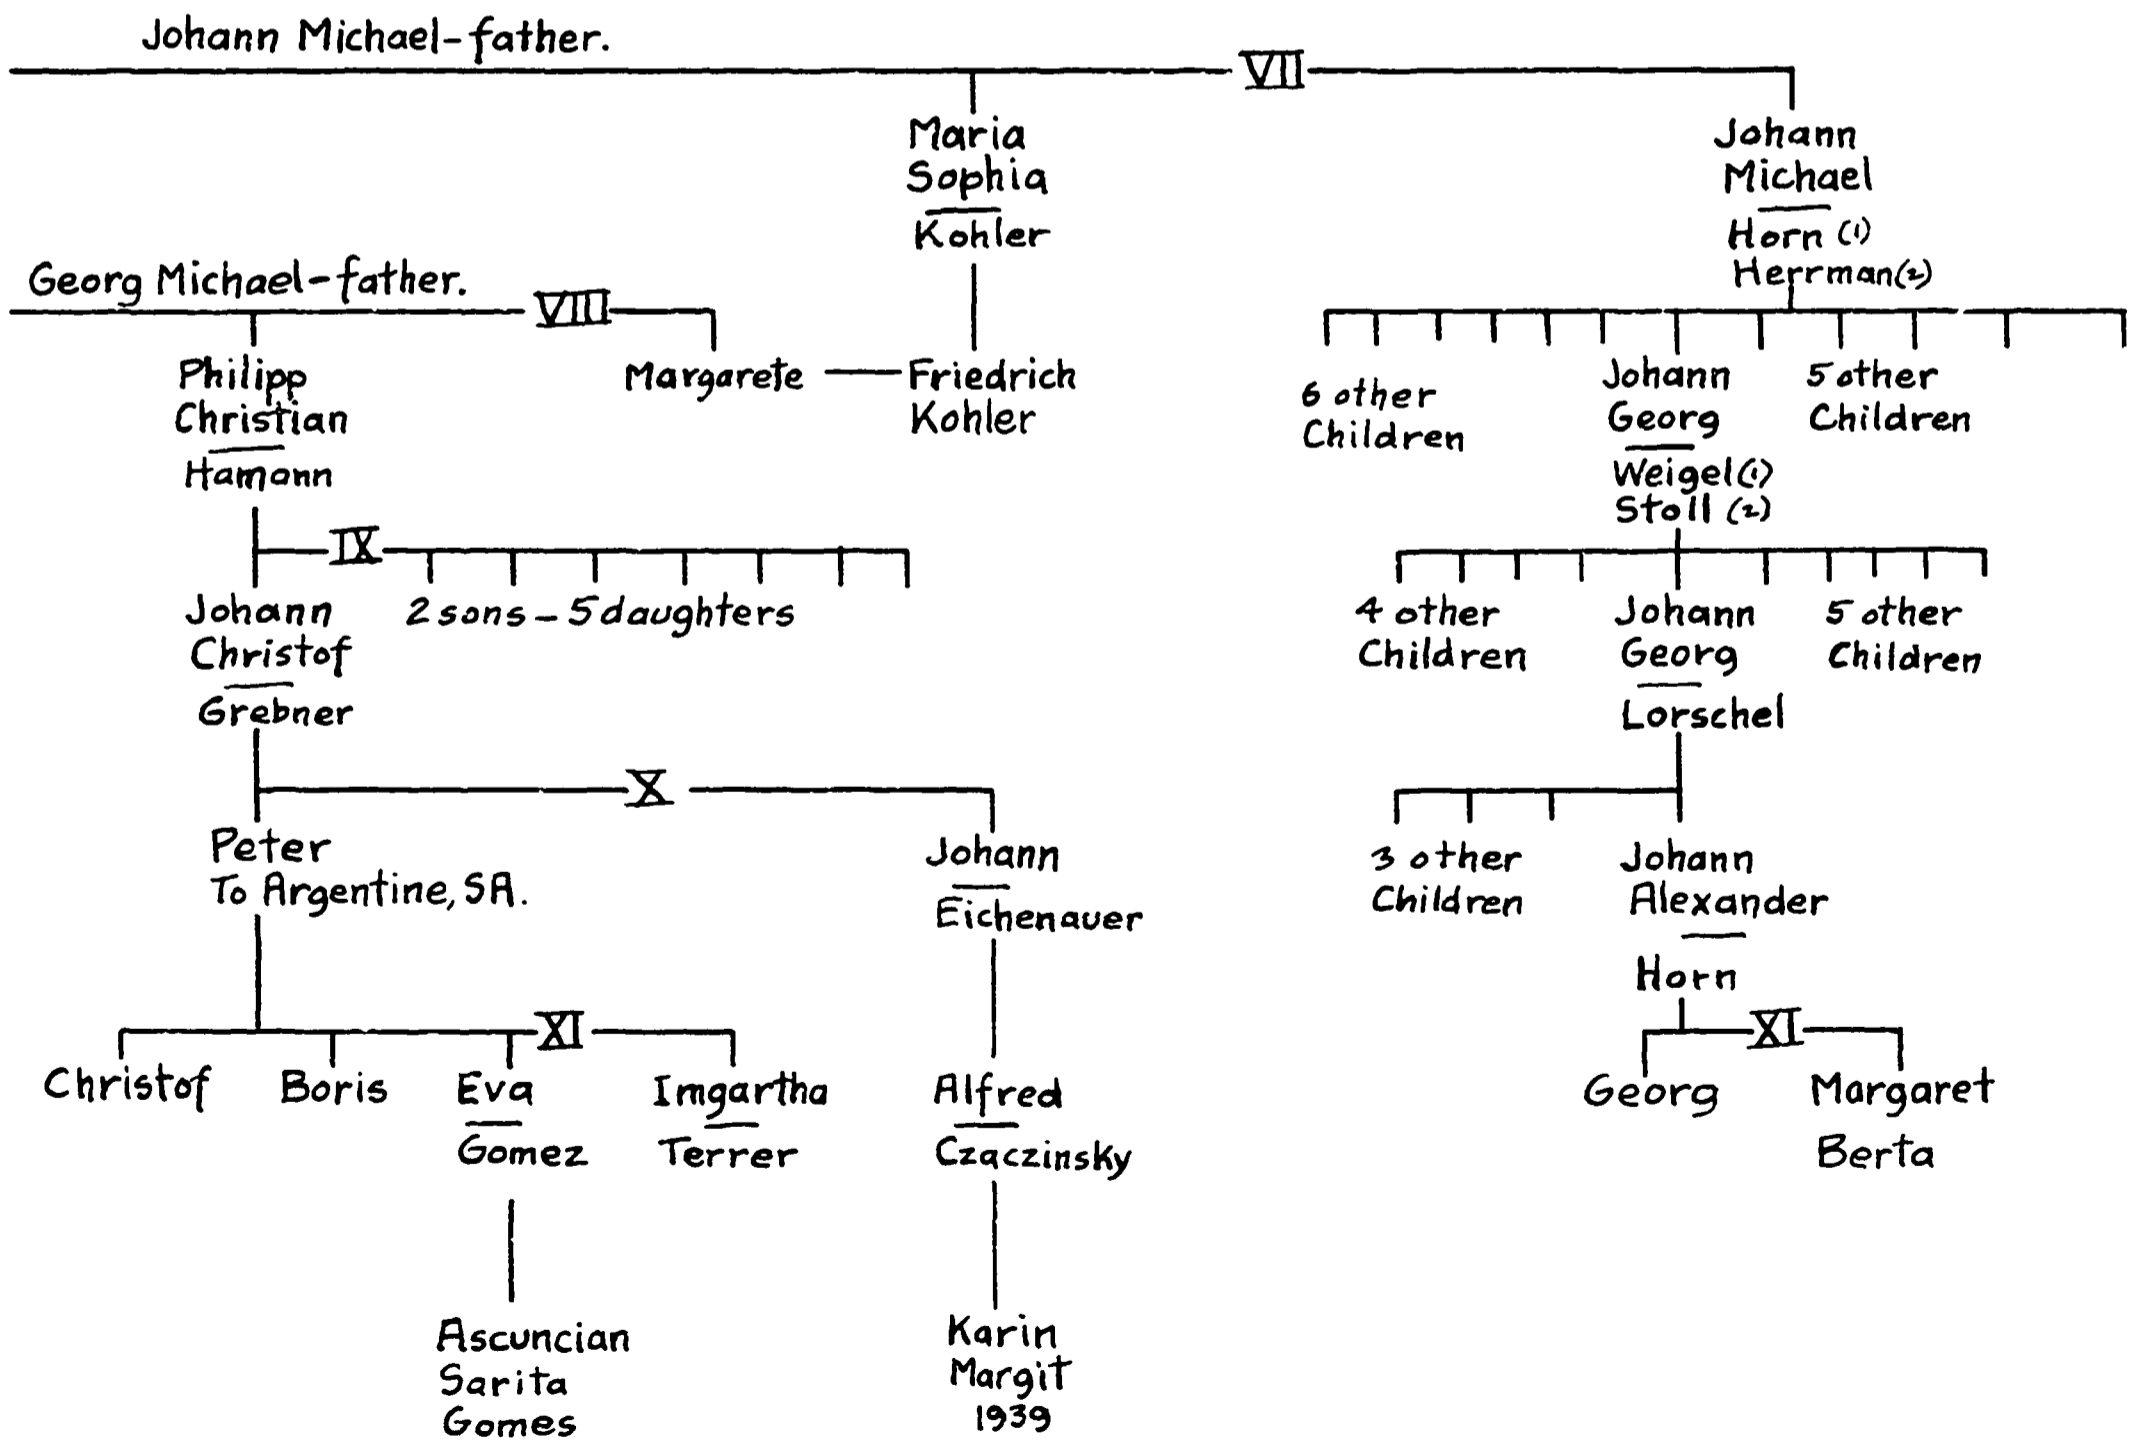 Johann Michael-father.
VII
Maria
Sophia
Kohler
Johann
Michael
Horn (1)
Herrman(2)
Georg Michael-father.
VIII
Philipp
Christian
Hamann
Margarete
Friedrich
Kohler
6 other
Children
Johann
Georg
Weigel(1)
Stoll (2)
5 other
Children
IX
Johann
Christof
Grebner
2 sons - 5 daughters
4 other
Children
Johann
Georg
Lorschel
5 other
Children
X
Peter
To Argentine, SA.
Johann
Eichenauer
3 other
Children
Johann
Alexander
Horn
XI
Christof
Boris
Eva
Gomez
Imgartha
Terrer
Alfred
Czaczinsky
XI
Georg
Margaret
Berta
Ascuncian
Sarita
Gomes
Karin
Margit
1939